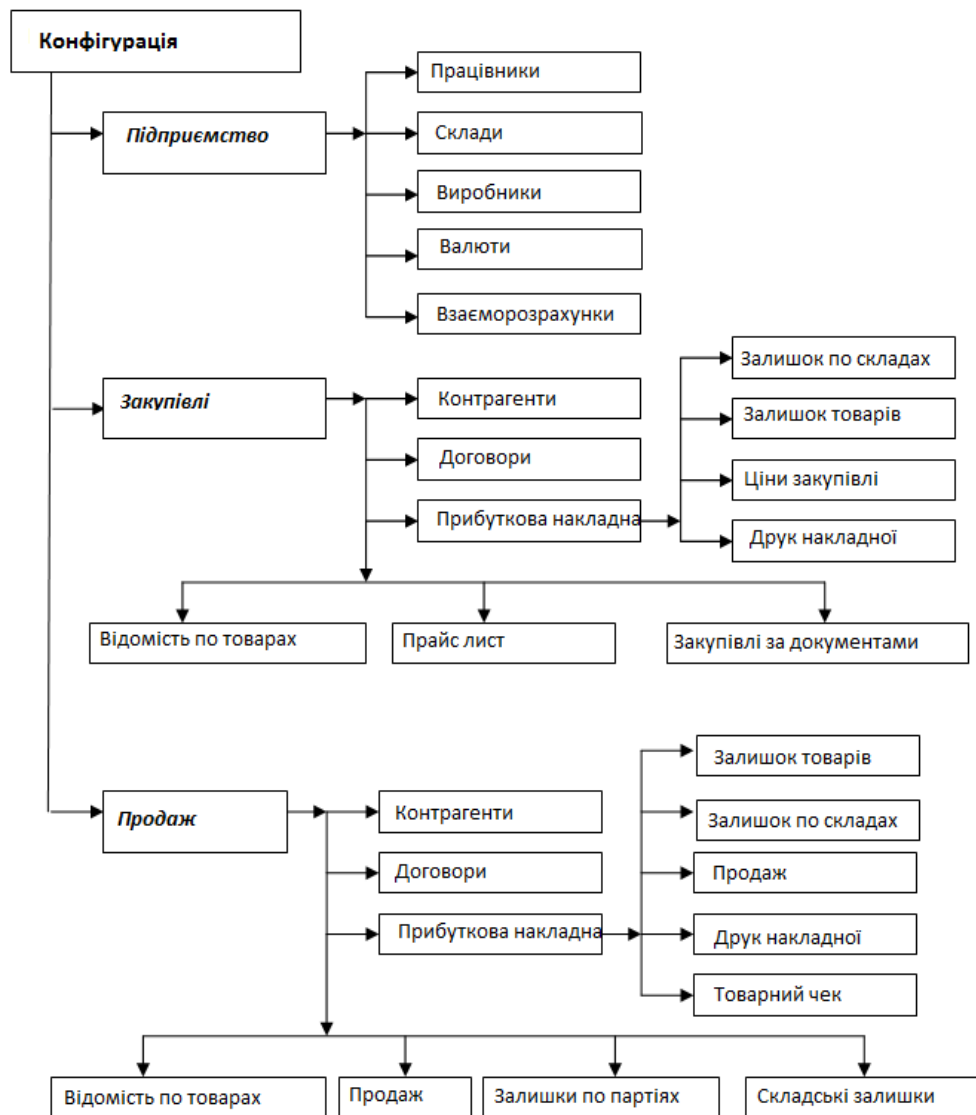 Конфігурація
Працівники
Підприємство
Склади
Виробники
Валюти
Взаєморозрахунки
Залишок по складах
Закупівлі
Контрагенти
Залишок товарів
Договори
Ціни закупівлі
Прибуткова накладна
Друк накладної
Відомість по товарах
Прайс лист
Закупівлі за документами
Залишок товарів
Продаж
Контрагенти
Залишок по складах
Договори
Продаж
Прибуткова накладна
Друк накладної
Товарний чек
Відомість по товарах
Продаж
Залишки по партіях
Складські залишки